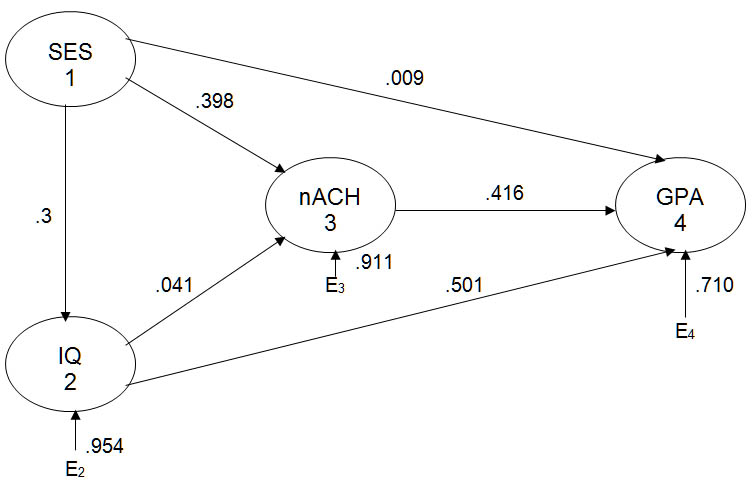 SES
1
.009
.398
nACH
3
.416
GPA
4
.3
.911
E3
.041
.501
.710
E4
IQ
2
.954
E2